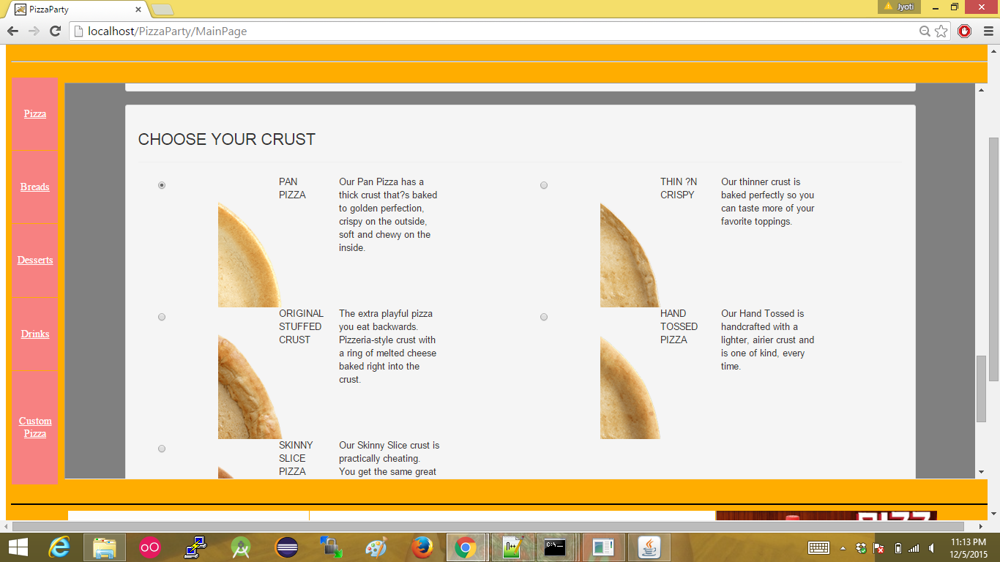 PizzaParty
Jyoti
localhost/PizzaParty/MainPage
Pizza
Breads
Desserts
Drinks
Custom
Pizza
CHOOSE YOUR CRUST
PAN
PIZZA
Our Pan Pizza has a
thick crust that?s baked
to golden perfection,
crispy on the outside,
soft and chewy on the
inside.
THIN ?N
CRISPY
Our thinner crust is
baked perfectly so you
can taste more of your
favorite toppings.
ORIGINAL
STUFFED
CRUST
The extra playful pizza
you eat backwards.
Pizzeria-style crust with
a ring of melted cheese
baked right into the
crust.
HAND
TOSSED
PIZZA
Our Hand Tossed is
handcrafted with a
lighter, airier crust and
is one of kind, every
time.
SKINNY
SLICE
PIZZA
Our Skinny Slice crust is
practically cheating.
You get the same great
PIZZ
11:13 PM
12/5/2015